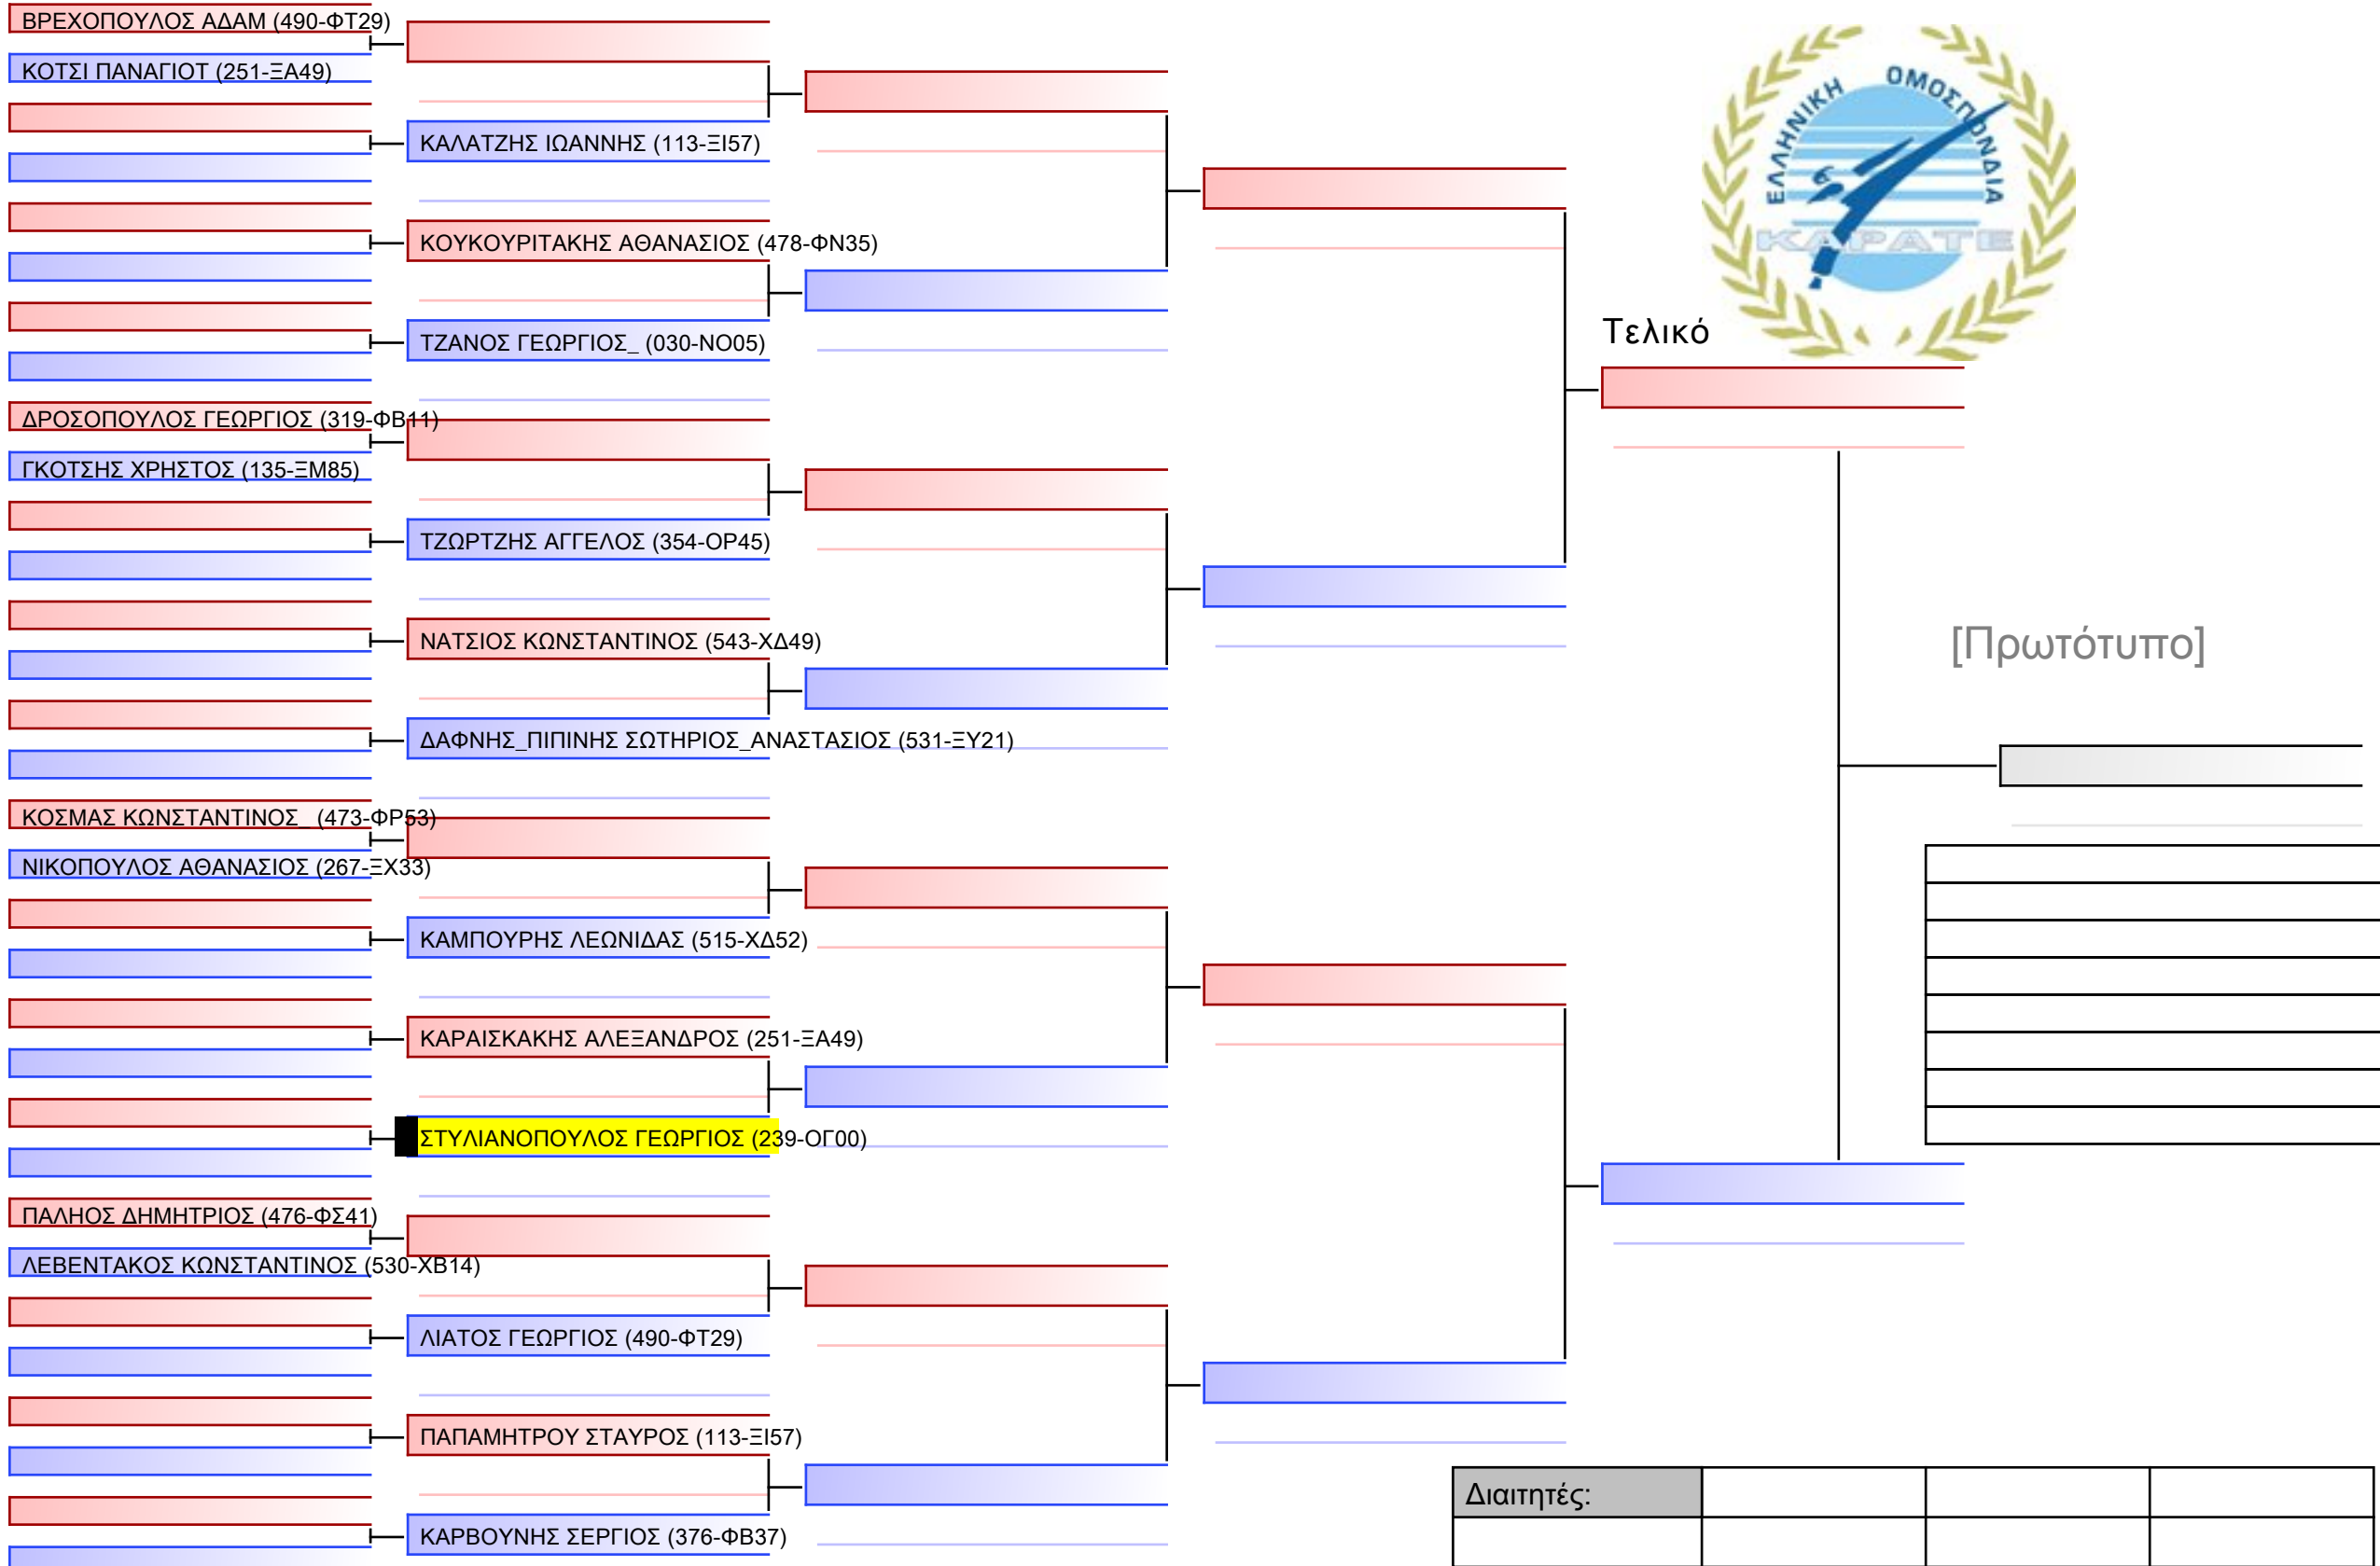 ΒΡΕΧΟΠΟΥΛΟΣ ΑΔΑΜ (490-ΦΤ29)
ΚΟΤΣΙ ΠΑΝΑΓΙΟΤ (251-ΞΑ49)
ΚΑΛΑΤΖΗΣ ΙΩΑΝΝΗΣ (113-ΞΙ57)
ΚΟΥΚΟΥΡΙΤΑΚΗΣ ΑΘΑΝΑΣΙΟΣ (478-ΦΝ35)
ΤΖΑΝΟΣ ΓΕΩΡΓΙΟΣ_ (030-ΝΟ05)
ΔΡΟΣΟΠΟΥΛΟΣ ΓΕΩΡΓΙΟΣ (319-ΦΒ11)
ΓΚΟΤΣΗΣ ΧΡΗΣΤΟΣ (135-ΞΜ85)
ΤΖΩΡΤΖΗΣ ΑΓΓΕΛΟΣ (354-ΟΡ45)
ΝΑΤΣΙΟΣ ΚΩΝΣΤΑΝΤΙΝΟΣ (543-ΧΔ49)
ΔΑΦΝΗΣ_ΠΙΠΙΝΗΣ ΣΩΤΗΡΙΟΣ_ΑΝΑΣΤΑΣΙΟΣ (531-ΞΥ21)
ΚΟΣΜΑΣ ΚΩΝΣΤΑΝΤΙΝΟΣ_ (473-ΦΡ53)
ΝΙΚΟΠΟΥΛΟΣ ΑΘΑΝΑΣΙΟΣ (267-ΞΧ33)
ΚΑΜΠΟΥΡΗΣ ΛΕΩΝΙΔΑΣ (515-ΧΔ52)
ΚΑΡΑΙΣΚΑΚΗΣ ΑΛΕΞΑΝΔΡΟΣ (251-ΞΑ49)
ΣΤΥΛΙΑΝΟΠΟΥΛΟΣ ΓΕΩΡΓΙΟΣ (239-ΟΓ00)
ΠΑΛΗΟΣ ΔΗΜΗΤΡΙΟΣ (476-ΦΣ41)
ΛΕΒΕΝΤΑΚΟΣ ΚΩΝΣΤΑΝΤΙΝΟΣ (530-ΧΒ14)
ΛΙΑΤΟΣ ΓΕΩΡΓΙΟΣ (490-ΦΤ29)
ΠΑΠΑΜΗΤΡΟΥ ΣΤΑΥΡΟΣ (113-ΞΙ57)
ΚΑΡΒΟΥΝΗΣ ΣΕΡΓΙΟΣ (376-ΦΒ37)
ΕΛΛΗΝΙΚΗ ΟΜΟΣΠΟΝΔΙΑ
ΚΑΡΑΤΕ
Τελικό
[Πρωτότυπο]
Διαιτητές: